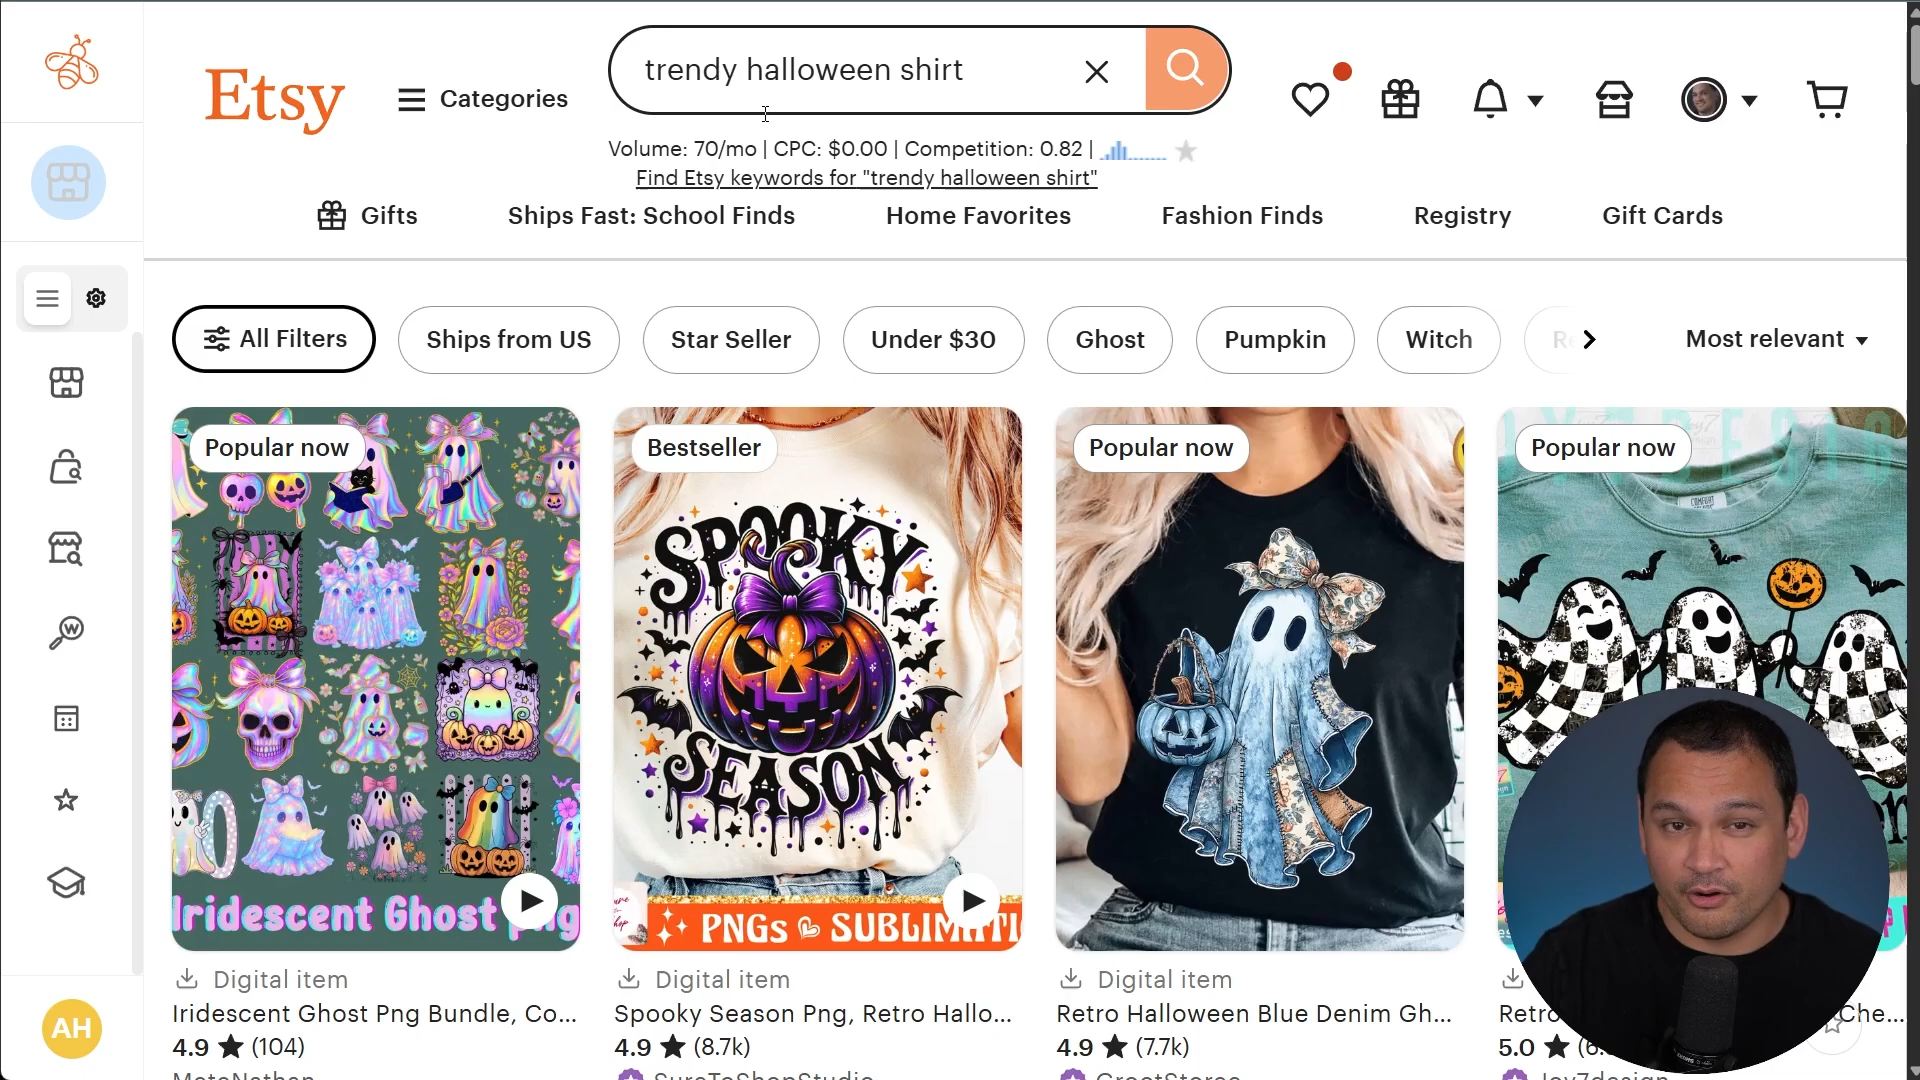 Etsy
Categories
trendy halloween shirt
Volume: 70/mo | CPC: $0.00 | Competition: 0.82 |
Find Etsy keywords for "trendy halloween shirt"
Gifts
Ships Fast: School Finds
Home Favorites
Fashion Finds
Registry
Gift Cards
All Filters
Ships from US
Star Seller
Under $30
Ghost
Pumpkin
Witch
Most relevant
Popular now
Bestseller
Popular now
Popular now
SPOOKY
SEASON
Iridescent Ghost
PNGs
Digital item
Digital item
Digital item
Iridescent Ghost Png Bundle, Co...
Spooky Season Png, Retro Hallo...
Retro Halloween Blue Denim Gh...
Retro
Che...
4.9 (104)
4.9 (8.7k)
4.9 (7.7k)
5.0
AH